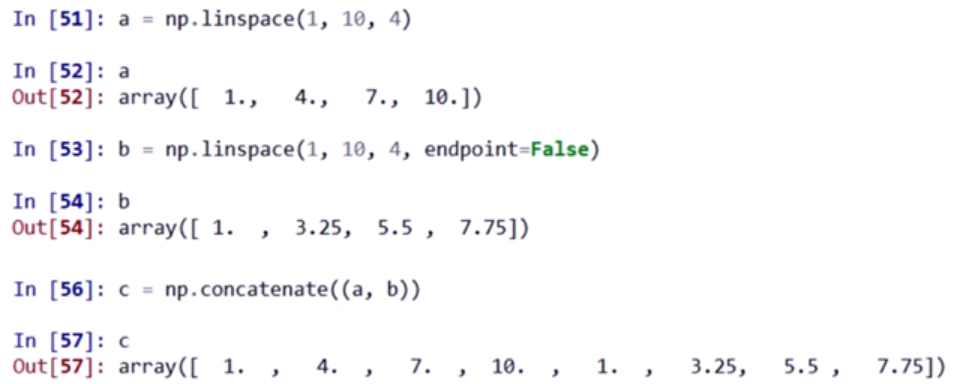 In [51]: a = np.linspace(1, 10, 4)
In [52]: a
Out[52]: array([  1.,   4.,   7.,  10.])
In [53]: b = np.linspace(1, 10, 4, endpoint=False)
In [54]: b
Out[54]: array([ 1.  ,  3.25,  5.5 ,  7.75])
In [56]: c = np.concatenate((a, b))
In [57]: c
Out[57]: array([  1.  ,   4.  ,   7.  ,  10.  ,   1.  ,   3.25,   5.5 ,   7.75])